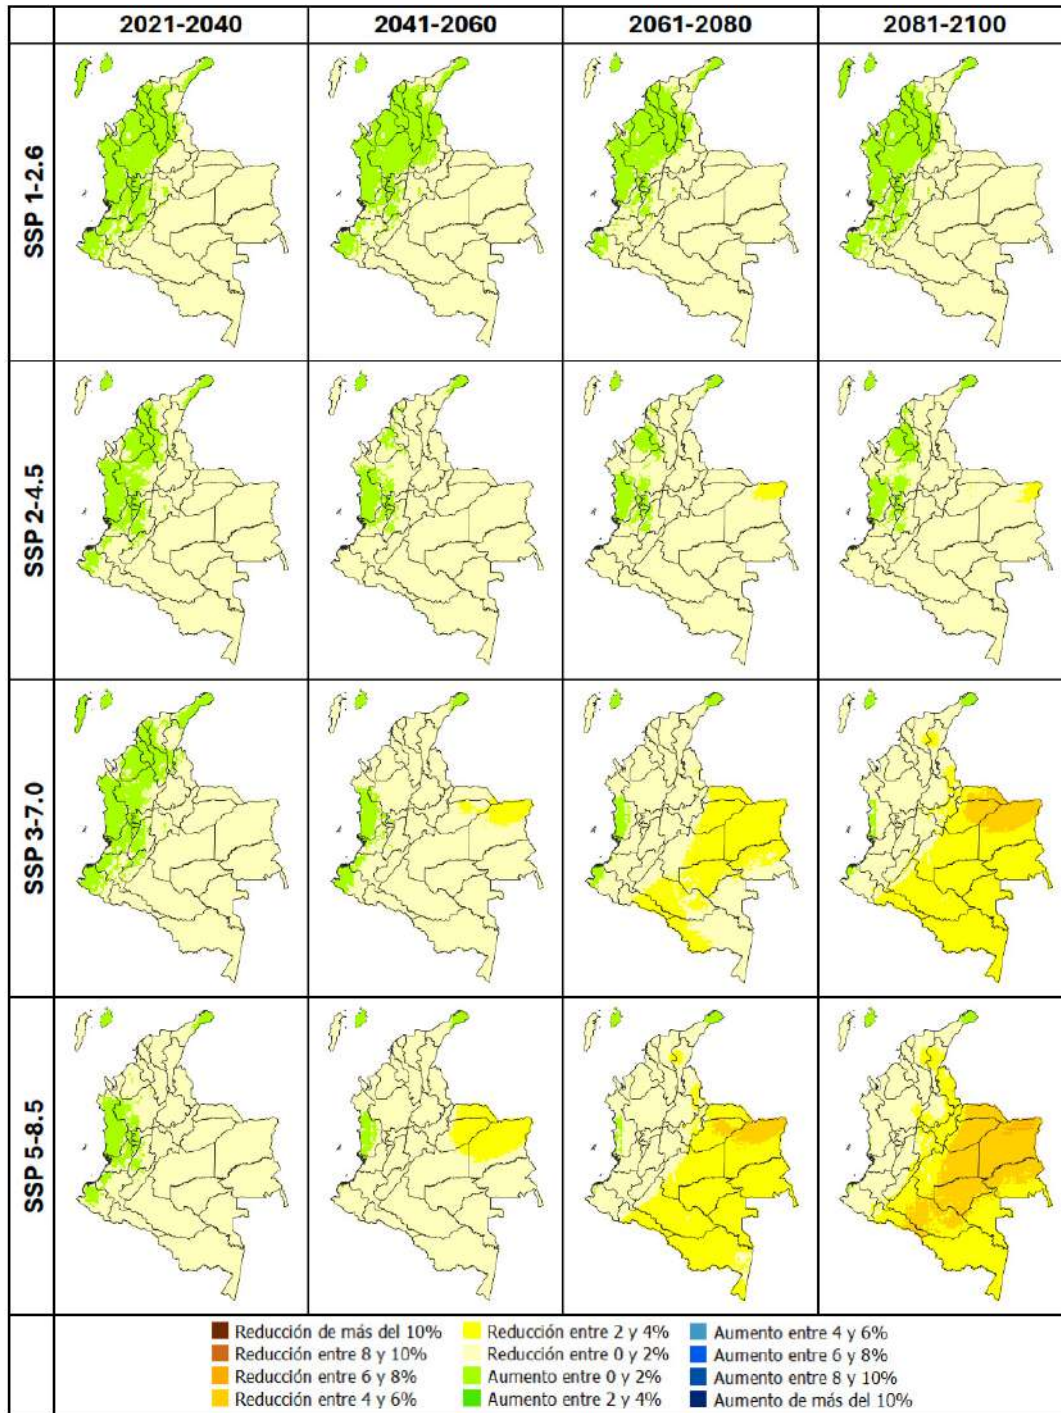 2021-2040 2041-2060 2061-2080 2081-2100
SSP 1-2.6
SSP 2-4.5
SSP 3-7.0
SSP 5-8.5
Reducción de más del 10% Reducción entre 2 y 4% Aumento entre 4 y 6%
Reducción entre 8 y 10% Reducción entre 0 y 2% Aumento entre 6 y 8%
Reducción entre 6 y 8% Aumento entre 0 y 2% Aumento entre 8 y 10%
Reducción entre 4 y 6% Aumento entre 2 y 4% Aumento de más del 10%